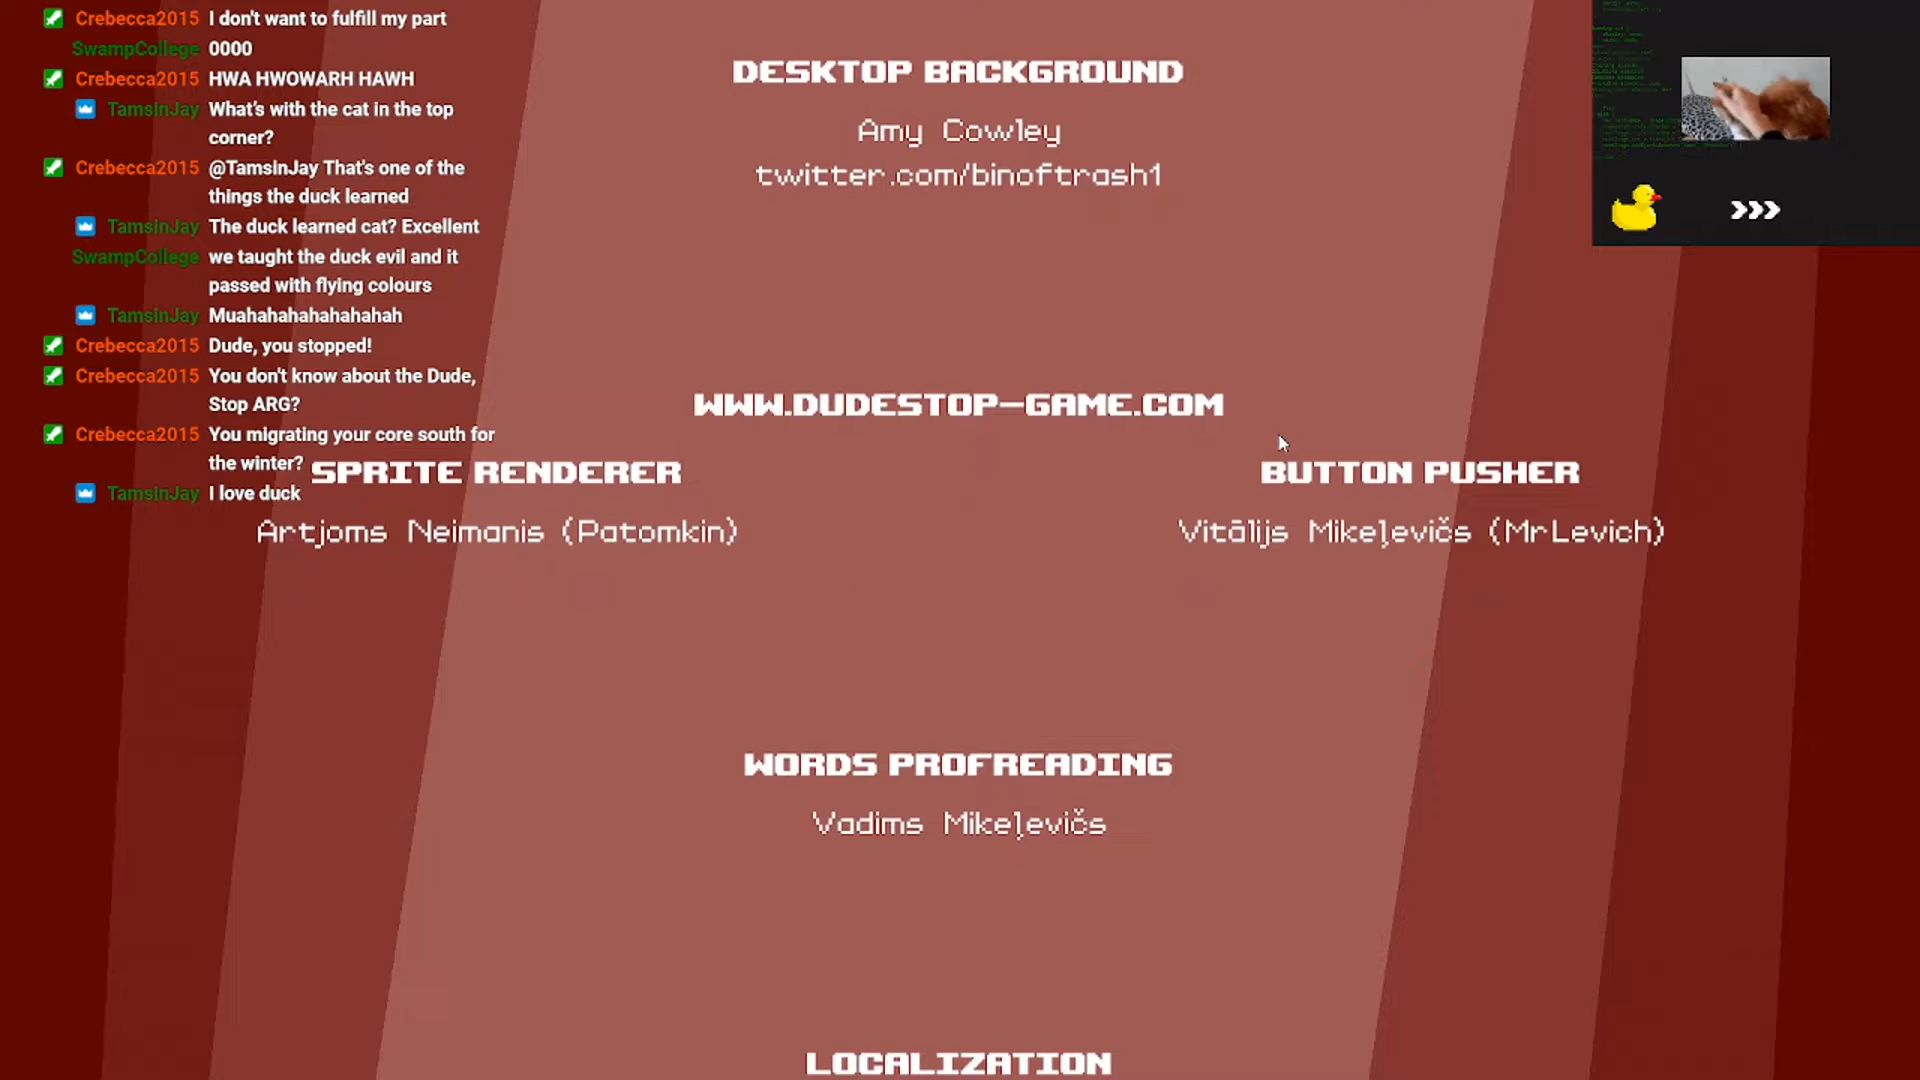 Crebecca2015 I don't want to fulfill my part
SwampCollege 0000
Crebecca2015 HWA HWOWARH HAWH
TamsinJay What's with the cat in the top
corner?
Crebecca2015 @TamsinJay That's one of the
things the duck learned
TamsinJay The duck learned cat? Excellent
SwampCollege we taught the duck evil and it
passed with flying colours
TamsinJay Muahahahahahahah
Crebecca2015 Dude, you stopped!
Crebecca2015 You don't know about the Dude,
Stop ARG?
Crebecca2015 You migrating your core south for
the winter?
TamsinJay I love duck
DESKTOP BACKGROUND
Amy Cowley
twitter.com/binoftrash1
WWW.DUDESTOP-GAME.COM
SPRITE RENDERER
Artjoms Neimanis (Patomkin)
BUTTON PUSHER
Vitālijs Mikeļevičs (MrLevich)
WORDS PROFREADING
Vadims Mikeļevičs
LOCALIZATION
>>>